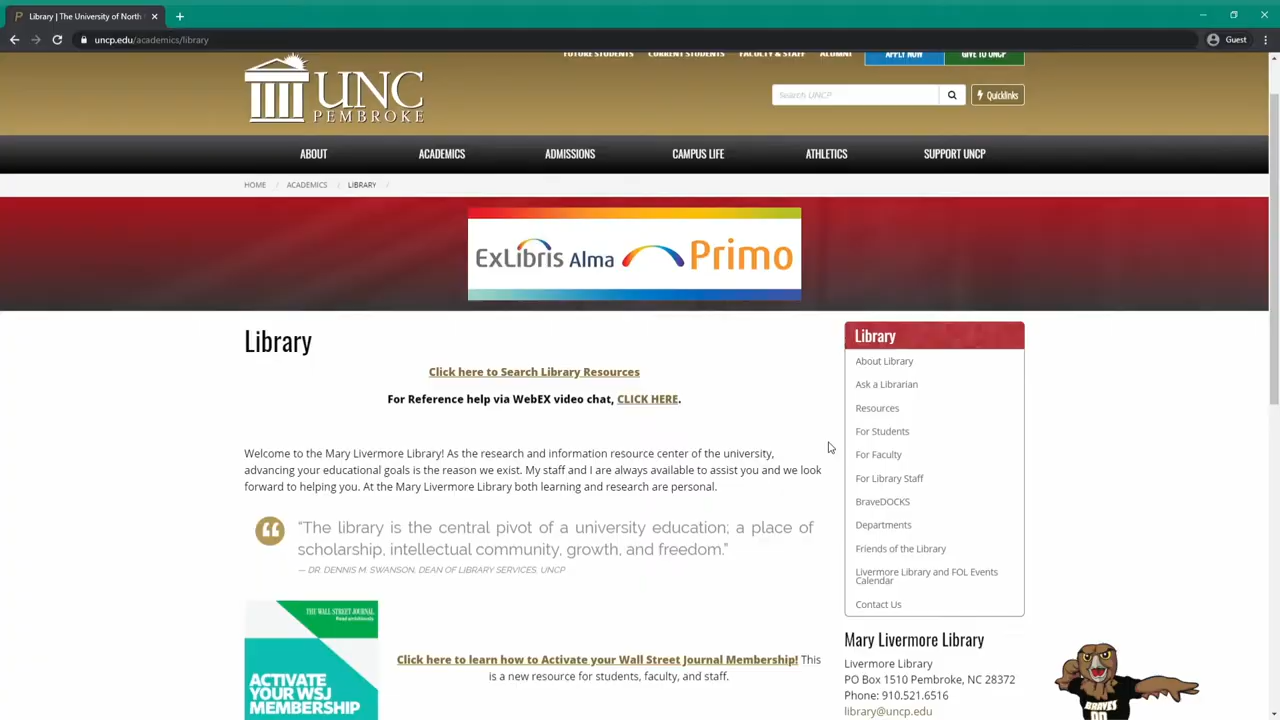 Library | The University of North
uncp.edu/academics/library
Guest
FUTURE STUDENTS CURRENT STUDENTS FACULTY & STAFF ALUMNI APPLY NOW GIVE TO UNCP
UNC
PEMBROKE
Search UNCP
Quicklinks
ABOUT ACADEMICS ADMISSIONS CAMPUS LIFE ATHLETICS SUPPORT UNCP
HOME / ACADEMICS / LIBRARY /
ExLibris Alma Primo
Library
Click here to Search Library Resources
For Reference help via WebEX video chat, CLICK HERE.
Welcome to the Mary Livermore Library! As the research and information resource center of the university,
advancing your educational goals is the reason we exist. My staff and I are always available to assist you and we look
forward to helping you. At the Mary Livermore Library both learning and research are personal.
“The library is the central pivot of a university education; a place of
scholarship, intellectual community, growth, and freedom.”
— DR. DENNIS M. SWANSON, DEAN OF LIBRARY SERVICES, UNCP
THE WALL STREET JOURNAL
Read ambitiously
ACTIVATE
YOUR WSJ
MEMBERSHIP
Click here to learn how to Activate your Wall Street Journal Membership! This
is a new resource for students, faculty, and staff.
Library
About Library
Ask a Librarian
Resources
For Students
For Faculty
For Library Staff
BraveDOCKS
Departments
Friends of the Library
Livermore Library and FOL Events
Calendar
Contact Us
Mary Livermore Library
Livermore Library
PO Box 1510 Pembroke, NC 28372
Phone: 910.521.6516
library@uncp.edu
BRAVES